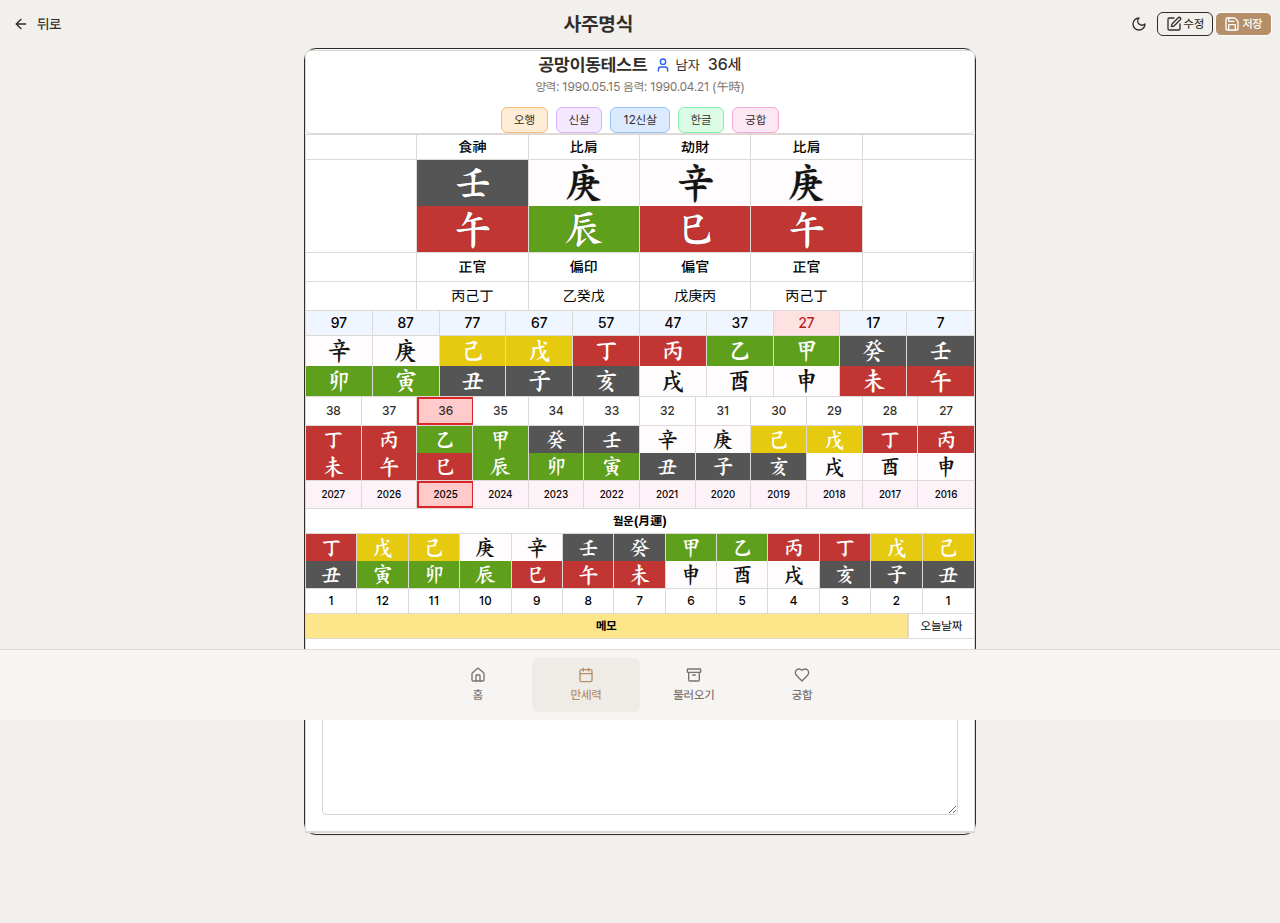 뒤로
사주명식
수정
저장
공망이동테스트 남자 36세
양력: 1990.05.15 음력: 1990.04.21 (午時)
오행 신살 12신살 한글 궁합
食神 比肩 劫財 比肩
壬 庚 辛 庚
午 辰 巳 午
正官 偏印 偏官 正官
丙己丁 乙癸戊 戊庚丙 丙己丁
97 87 77 67 57 47 37 27 17 7
辛 庚 己 戊 丁 丙 乙 甲 癸 壬
卯 寅 丑 子 亥 戌 酉 申 未 午
38 37 36 35 34 33 32 31 30 29 28 27
丁 丙 乙 甲 癸 壬 辛 庚 己 戊 丁 丙
未 午 巳 辰 卯 寅 丑 子 亥 戌 酉 申
2027 2026 2025 2024 2023 2022 2021 2020 2019 2018 2017 2016
월운(月運)
丁 戊 己 庚 辛 壬 癸 甲 乙 丙 丁 戊 己
丑 寅 卯 辰 巳 午 未 申 酉 戌 亥 子 丑
1 12 11 10 9 8 7 6 5 4 3 2 1
메모 오늘날짜
홈 만세력 불러오기 궁합